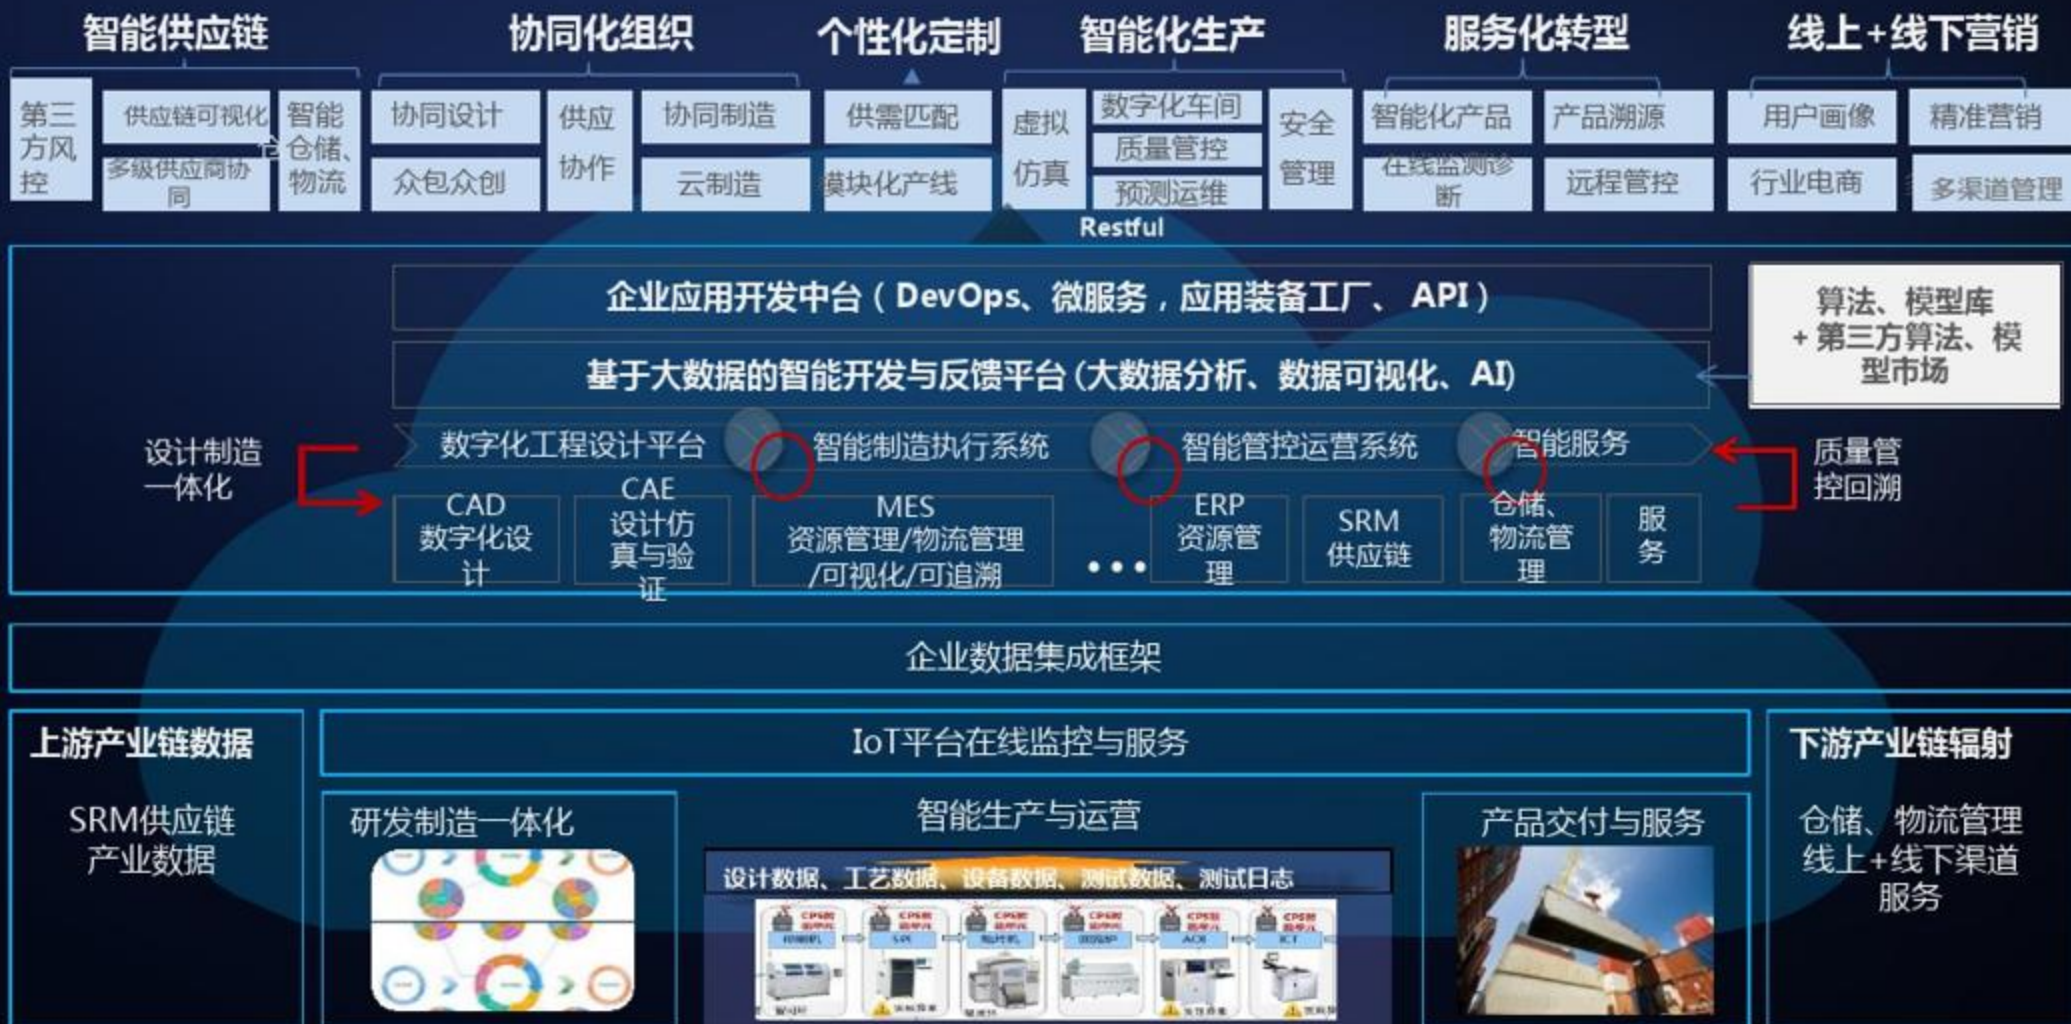 智能供应链
协同化组织
个性化定制
智能化生产
服务化转型
线上+线下营销
第三
方风
控
供应链可视化
多级供应商协
同
智能
仓储、
物流
协同设计
众包众创
供应
协作
协同制造
云制造
供需匹配
模块化产线
虚拟
仿真
数字化车间
质量管控
预测运维
安全
管理
智能化产品
在线监测诊
断
产品溯源
远程管控
用户画像
行业电商
精准营销
多渠道管理
Restful
企业应用开发中台（DevOps、微服务，应用装备工厂、 API）
基于大数据的智能开发与反馈平台(大数据分析、数据可视化、AI)
算法、模型库
+ 第三方算法、模
型市场
设计制造
一体化
数字化工程设计平台
智能制造执行系统
智能管控运营系统
智能服务
质量管
控回溯
CAD
数字化设
计
CAE
设计仿
真与验
证
MES
资源管理/物流管理
/可视化/可追溯
•••
ERP
资源管
理
SRM
供应链
仓储、
物流管
理
服
务
企业数据集成框架
上游产业链数据
SRM供应链
产业数据
IoT平台在线监控与服务
研发制造一体化
智能生产与运营
设计数据、工艺数据、设备数据、测试数据、测试日志
SPI
AOI
ICT
产品交付与服务
下游产业链辐射
仓储、物流管理
线上+线下渠道
服务